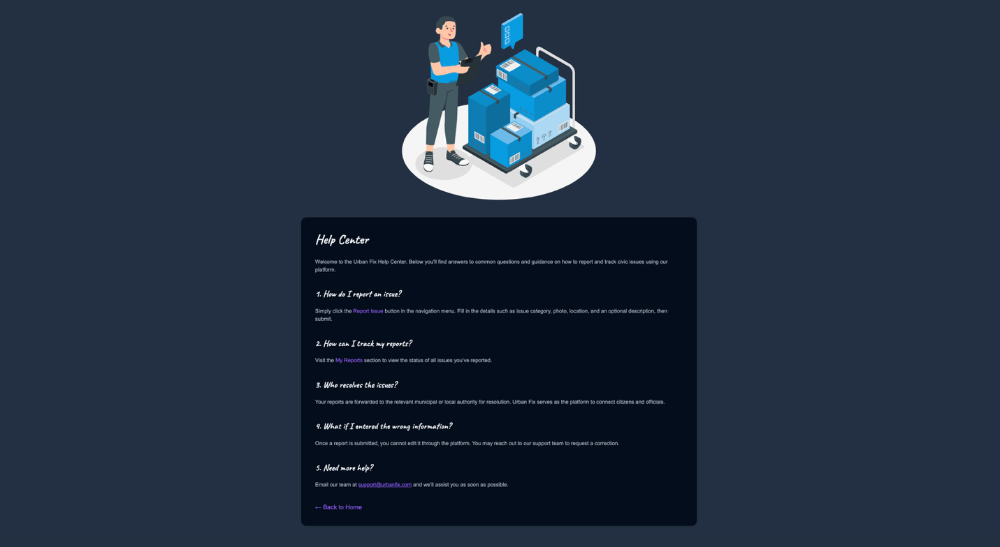 Help Center
Welcome to the Urban Fix Help Center. Below you'll find answers to common questions and guidance on how to report and track civic issues using our
platform.
1. How do I report an issue?
Simply click the Report Issue button in the navigation menu. Fill in the details such as issue category, photo, location, and an optional description, then
submit.
2. How can I track my reports?
Visit the My Reports section to view the status of all issues you've reported.
3. Who resolves the issues?
Your reports are forwarded to the relevant municipal or local authority for resolution. Urban Fix serves as the platform to connect citizens and officials.
4. What if I entered the wrong information?
Once a report is submitted, you cannot edit it through the platform. You may reach out to our support team to request a correction.
5. Need more help?
Email our team at support@urbanfix.com and we'll assist you as soon as possible.
← Back to Home